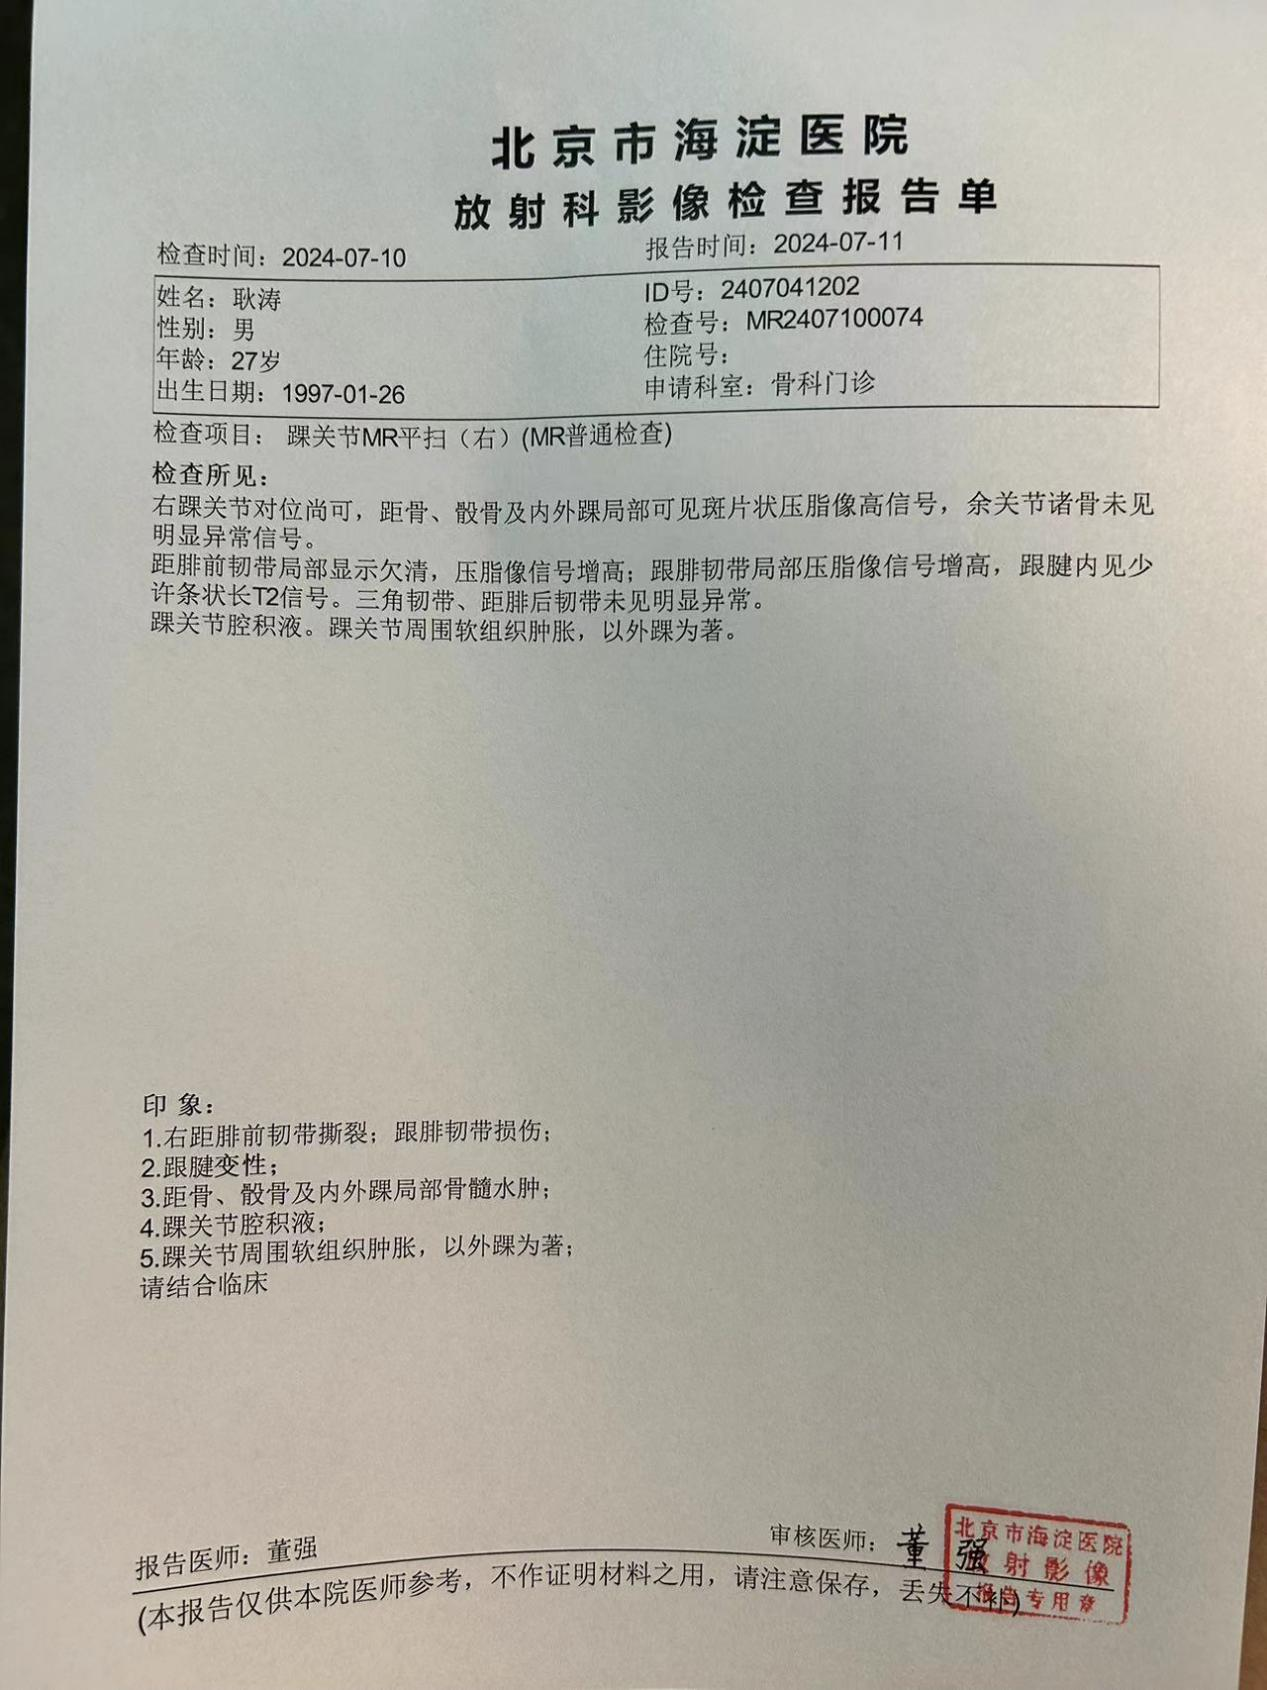 北京市海淀医院
放射科影像检查报告单
检查时间：2024-07-10
报告时间：2024-07-11
姓名：耿涛
ID号：2407041202
性别：男
检查号：MR2407100074
年龄：27岁
住院号：
出生日期：1997-01-26
申请科室：骨科门诊
检查项目：踝关节MR平扫（右）(MR普通检查)
检查所见：
右踝关节对位尚可，距骨、骰骨及内外踝局部可见斑片状压脂像高信号，余关节诸骨未见
明显异常信号。
距腓前韧带局部显示欠清，压脂像信号增高；跟腓韧带局部压脂像信号增高，跟腱内见少
许条状长T2信号。三角韧带、距腓后韧带未见明显异常。
踝关节腔积液。踝关节周围软组织肿胀，以外踝为著。
印 象：
1.右距腓前韧带撕裂；跟腓韧带损伤；
2.跟腱变性；
3.距骨、骰骨及内外踝局部骨髓水肿；
4.踝关节腔积液；
5.踝关节周围软组织肿胀，以外踝为著；
请结合临床
报告医师：董强
审核医师：董强
(本报告仅供本院医师参考，不作证明材料之用，请注意保存，丢失不补)
北京市海淀医院
放射影像
报告专用章